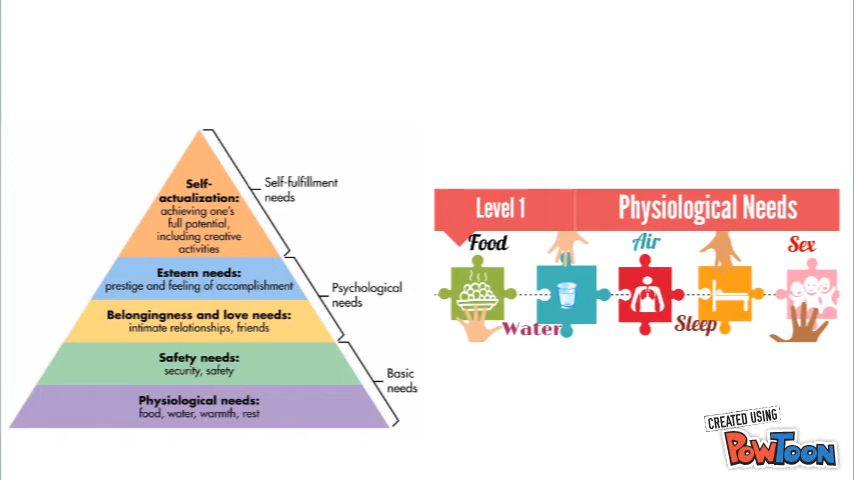 Self-
actualization:
achieving one's
full potential,
including creative
activities
Esteem needs:
prestige and feeling of accomplishment
Belongingness and love needs:
intimate relationships, friends
Safety needs:
security, safety
Physiological needs:
food, water, warmth, rest
Self-fulfillment
needs
Psychological
needs
Basic
needs
Level 1
Physiological Needs
Food
Air
Sex
Water
Sleep
CREATED USING
POWTOON